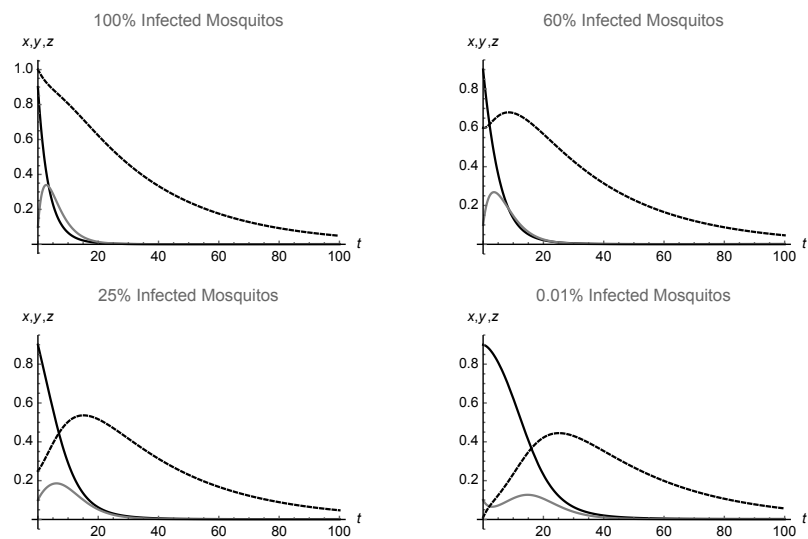 100% Infected Mosquitos
x,y,z
1.0
0.8
0.6
0.4
0.2
20 40 60 80 100 t
60% Infected Mosquitos
x,y,z
0.8
0.6
0.4
0.2
20 40 60 80 100 t
25% Infected Mosquitos
x,y,z
0.8
0.6
0.4
0.2
20 40 60 80 100 t
0.01% Infected Mosquitos
x,y,z
0.8
0.6
0.4
0.2
20 40 60 80 100 t